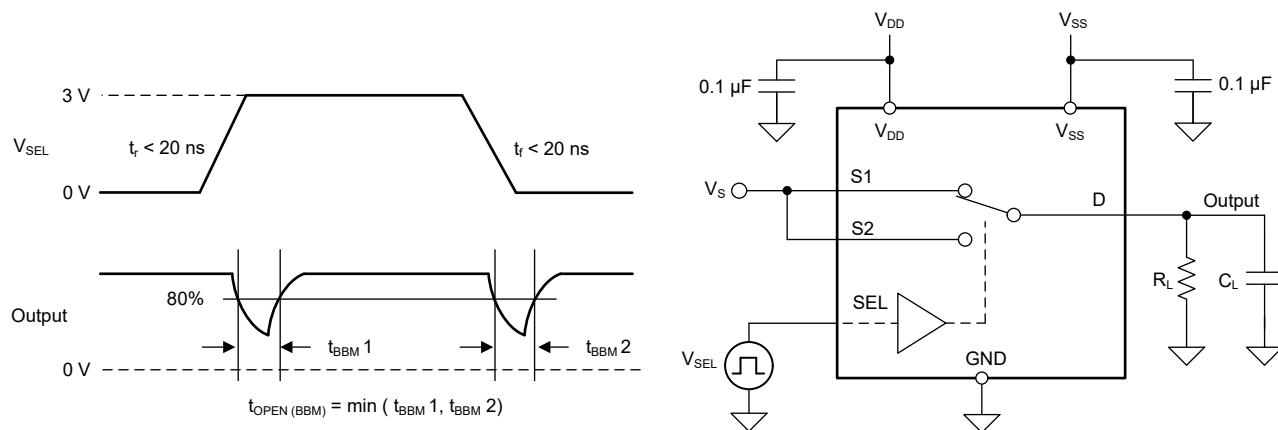 3 V
V_SEL
t_r < 20 ns
t_f < 20 ns
0 V
80%
Output
t_BBM 1
t_BBM 2
0 V
t_OPEN (BBM) = min ( t_BBM 1, t_BBM 2)
V_DD
V_SS
0.1 µF
0.1 µF
V_DD
V_SS
V_S
S1
D
Output
S2
R_L
C_L
SEL
V_SEL
GND